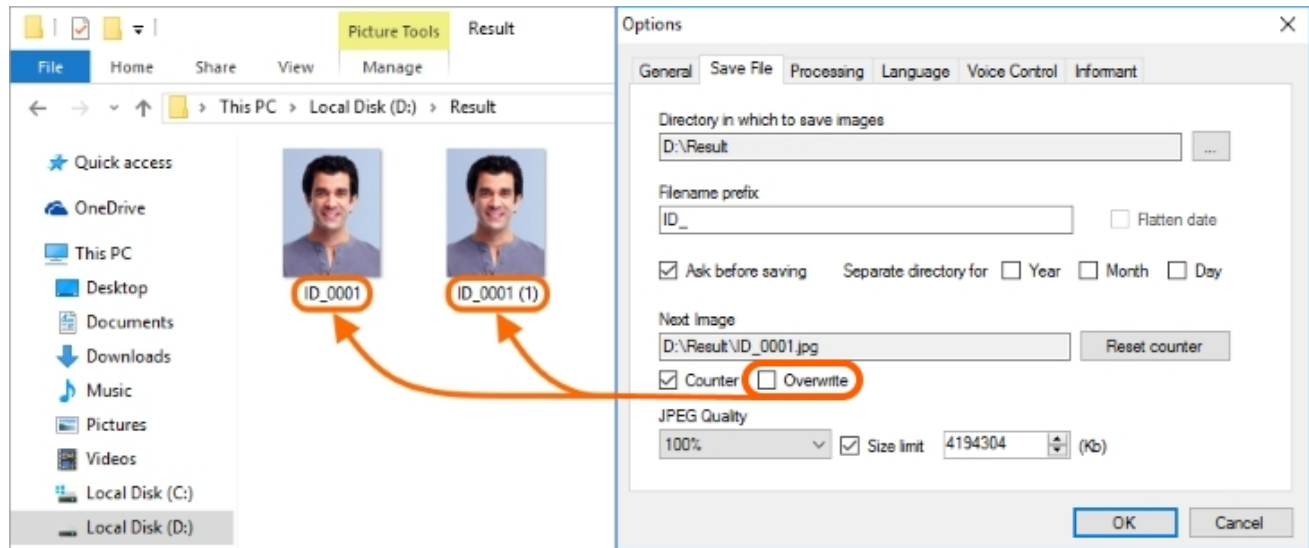 Picture Tools Result
File Home Share View Manage
This PC > Local Disk (D:) > Result
Quick access
OneDrive
This PC
Desktop
Documents
Downloads
Music
Pictures
Videos
Local Disk (C:)
Local Disk (D:)
ID_0001 ID_0001 (1)
Options
General Save File Processing Language Voice Control Informant
Directory in which to save images
D:\Result ...
Filename prefix
ID_ Flatten date
Ask before saving Separate directory for Year Month Day
Next Image
D:\Result\ID_0001.jpg Reset counter
Counter Overwrite
JPEG Quality
100% Size limit 4194304 (Kb)
OK Cancel